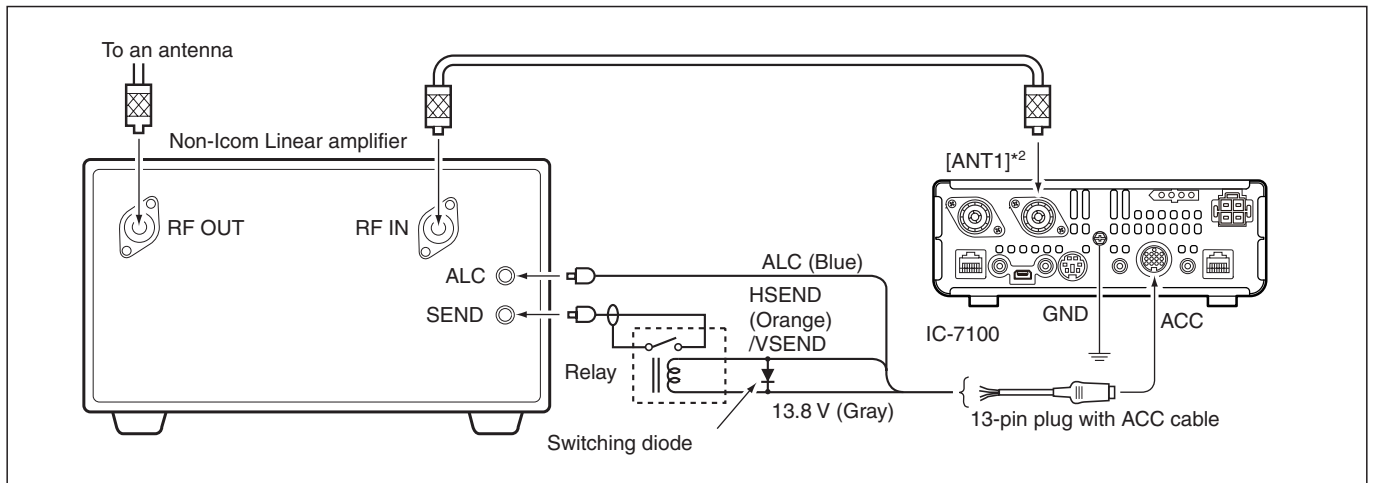 To an antenna
Non-Icom Linear amplifier
[ANT1]*2
RF OUT
RF IN
ALC
ALC (Blue)
SEND
HSEND
(Orange)
/VSEND
GND
ACC
IC-7100
Relay
13.8 V (Gray)
13-pin plug with ACC cable
Switching diode